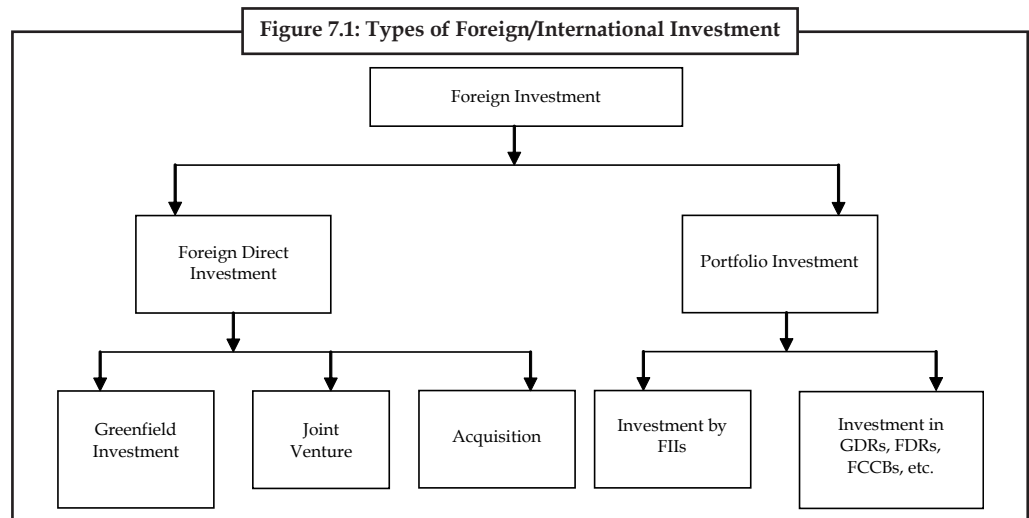 Figure 7.1: Types of Foreign/International Investment
Foreign Investment
Foreign Direct
Investment
Portfolio Investment
Greenfield
Investment
Joint
Venture
Acquisition
Investment by
FIIs
Investment in
GDRs, FDRs,
FCCBs, etc.